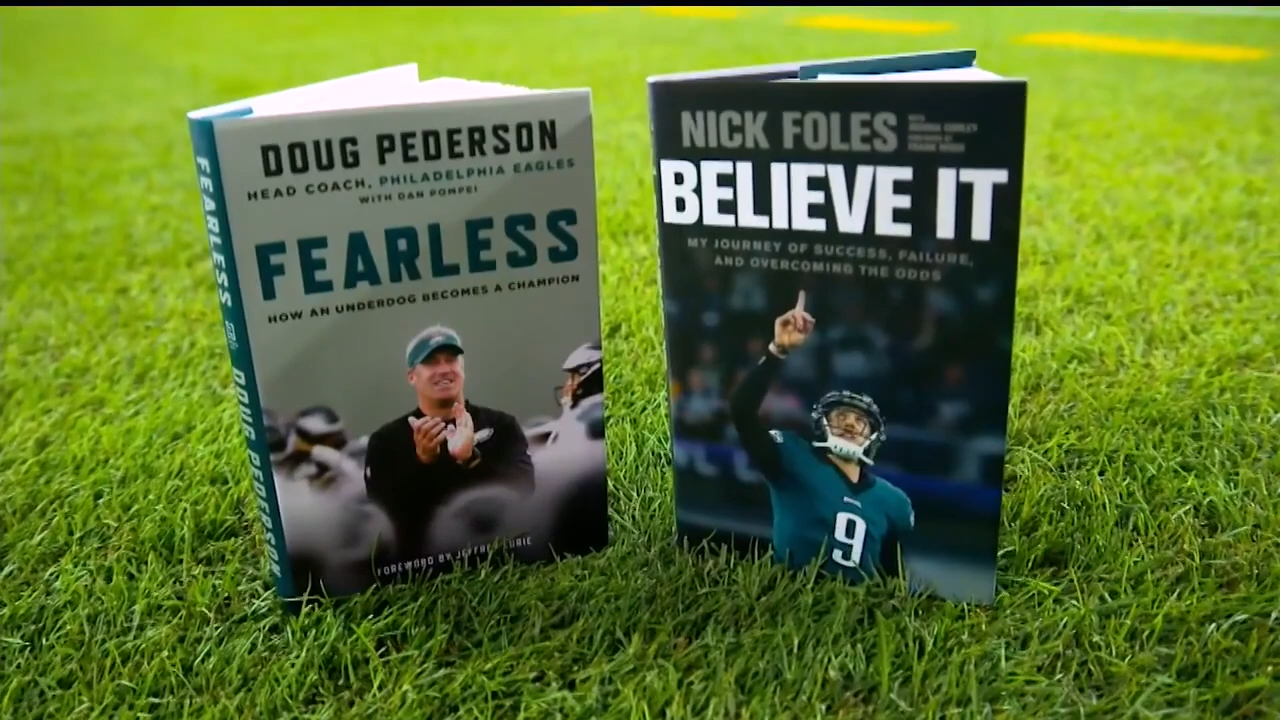 DOUG PEDERSON
HEAD COACH, PHILADELPHIA EAGLES
WITH DAN POMPEI
FEARLESS
HOW AN UNDERDOG BECOMES A CHAMPION
FOREWORD BY JEFFREY LURIE
FEARLESS DOUG PEDERSON
NICK FOLES
WITH
BELIEVE IT
MY JOURNEY OF SUCCESS, FAILURE,
AND OVERCOMING THE ODDS
9